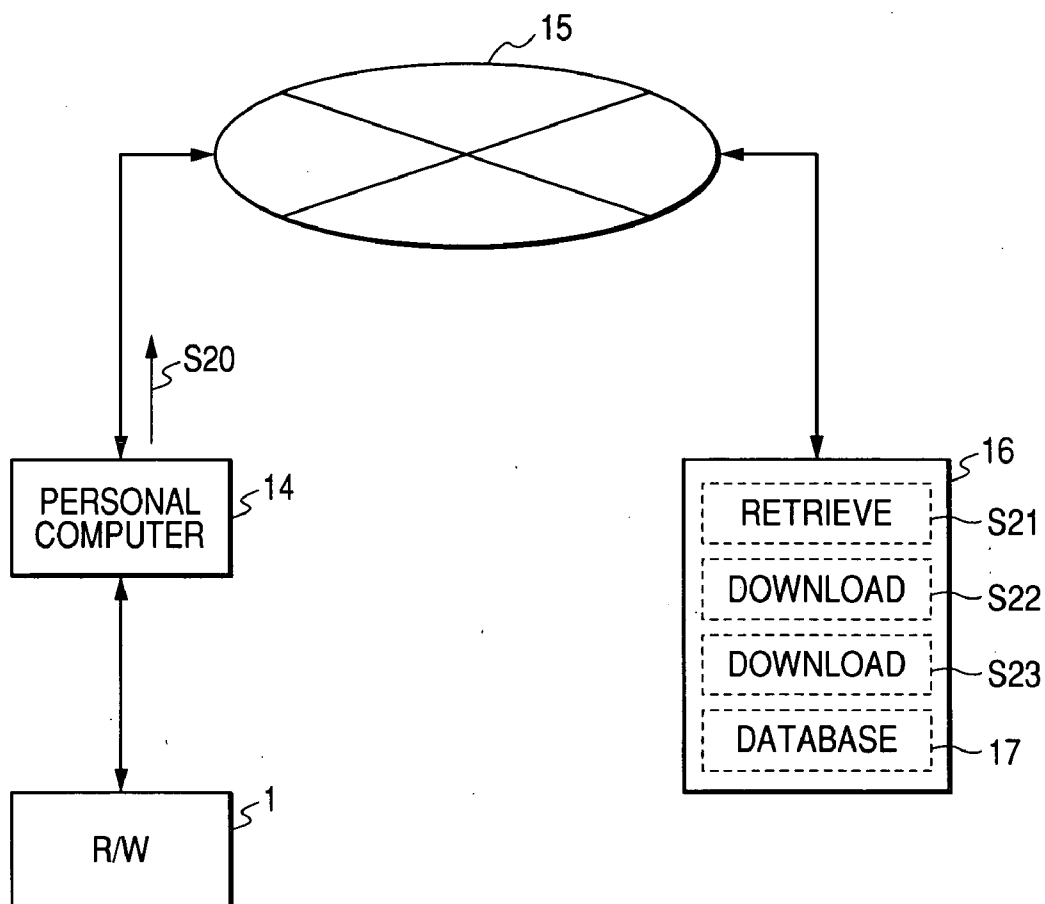 15
S20
PERSONAL
COMPUTER
14
16
RETRIEVE
S21
DOWNLOAD
S22
DOWNLOAD
S23
DATABASE
17
1
R/W